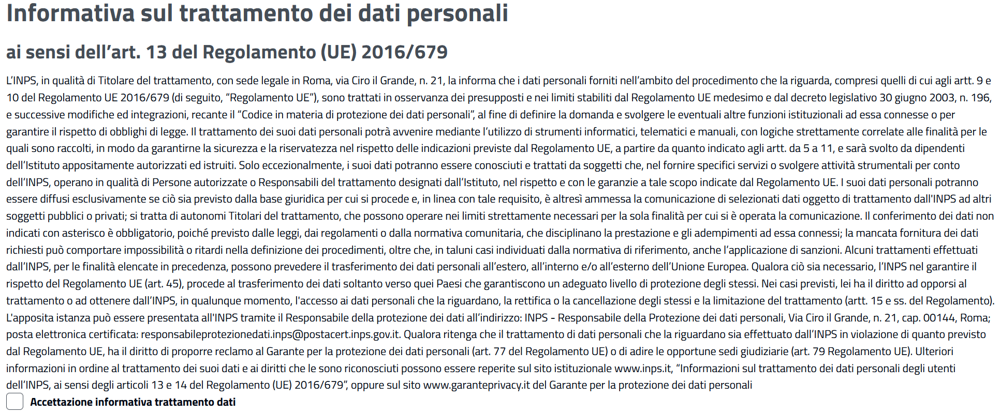 Informativa sul trattamento dei dati personali
ai sensi dell’art. 13 del Regolamento (UE) 2016/679
L’INPS, in qualità di Titolare del trattamento, con sede legale in Roma, via Ciro il Grande, n. 21, la informa che i dati personali forniti nell’ambito del procedimento che la riguarda, compresi quelli di cui agli artt. 9 e
10 del Regolamento UE 2016/679 (di seguito, “Regolamento UE”), sono trattati in osservanza dei presupposti e nei limiti stabiliti dal Regolamento UE medesimo e dal decreto legislativo 30 giugno 2003, n. 196,
e successive modifiche ed integrazioni, recante il “Codice in materia di protezione dei dati personali”, al fine di definire la domanda e svolgere le eventuali altre funzioni istituzionali ad essa connesse o per
garantire il rispetto di obblighi di legge. Il trattamento dei suoi dati personali potrà avvenire mediante l’utilizzo di strumenti informatici, telematici e manuali, con logiche strettamente correlate alle finalità per le
quali sono raccolti, in modo da garantirne la sicurezza e la riservatezza nel rispetto delle indicazioni previste dal Regolamento UE, a partire da quanto indicato agli artt. da 5 a 11, e sarà svolto da dipendenti
dell’Istituto appositamente autorizzati ed istruiti. Solo eccezionalmente, i suoi dati potranno essere conosciuti e trattati da soggetti che, nel fornire specifici servizi o svolgere attività strumentali per conto
dell’INPS, operano in qualità di Persone autorizzate o Responsabili del trattamento designati dall’Istituto, nel rispetto e con le garanzie a tale scopo indicate dal Regolamento UE. I suoi dati personali potranno
essere diffusi esclusivamente se ciò sia previsto dalla base giuridica per cui si procede e, in linea con tale requisito, è altresì ammessa la comunicazione di selezionati dati oggetto di trattamento dall'INPS ad altri
soggetti pubblici o privati; si tratta di autonomi Titolari del trattamento, che possono operare nei limiti strettamente necessari per la sola finalità per cui si è operata la comunicazione. Il conferimento dei dati non
indicati con asterisco è obbligatorio, poiché previsto dalle leggi, dai regolamenti o dalla normativa comunitaria, che disciplinano la prestazione e gli adempimenti ad essa connessi; la mancata fornitura dei dati
richiesti può comportare impossibilità o ritardi nella definizione dei procedimenti, oltre che, in taluni casi individuati dalla normativa di riferimento, anche l’applicazione di sanzioni. Alcuni trattamenti effettuati
dall’INPS, per le finalità elencate in precedenza, possono prevedere il trasferimento dei dati personali all’estero, all’interno e/o all’esterno dell’Unione Europea. Qualora ciò sia necessario, l’INPS nel garantire il
rispetto del Regolamento UE (art. 45), procede al trasferimento dei dati soltanto verso quei Paesi che garantiscono un adeguato livello di protezione degli stessi. Nei casi previsti, lei ha il diritto ad opporsi al
trattamento o ad ottenere dall’INPS, in qualunque momento, l'accesso ai dati personali che la riguardano, la rettifica o la cancellazione degli stessi e la limitazione del trattamento (artt. 15 e ss. del Regolamento).
L'apposita istanza può essere presentata all'INPS tramite il Responsabile della protezione dei dati all’indirizzo: INPS - Responsabile della Protezione dei dati personali, Via Ciro il Grande, n. 21, cap. 00144, Roma;
posta elettronica certificata: responsabileprotezionedati.inps@postacert.inps.gov.it. Qualora ritenga che il trattamento di dati personali che la riguardano sia effettuato dall’INPS in violazione di quanto previsto
dal Regolamento UE, ha il diritto di proporre reclamo al Garante per la protezione dei dati personali (art. 77 del Regolamento UE) o di adire le opportune sedi giudiziarie (art. 79 Regolamento UE). Ulteriori
informazioni in ordine al trattamento dei suoi dati e ai diritti che le sono riconosciuti possono essere reperite sul sito istituzionale www.inps.it, “Informazioni sul trattamento dei dati personali degli utenti
dell’INPS, ai sensi degli articoli 13 e 14 del Regolamento (UE) 2016/679”, oppure sul sito www.garanteprivacy.it del Garante per la protezione dei dati personali
Accettazione informativa trattamento dati